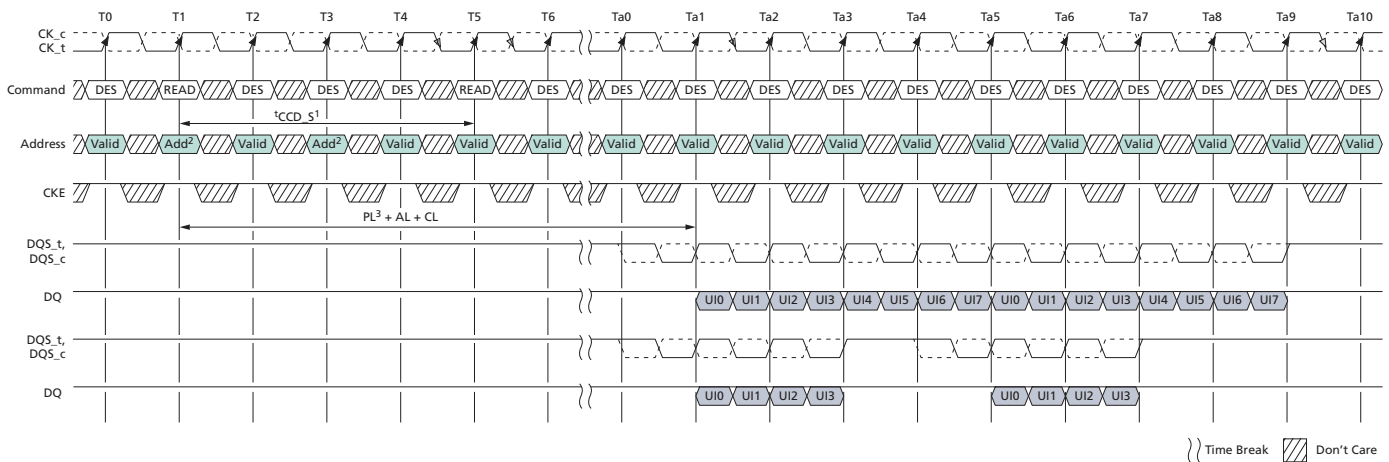 T0 T1 T2 T3 T4 T5 T6 Ta0 Ta1 Ta2 Ta3 Ta4 Ta5 Ta6 Ta7 Ta8 Ta9 Ta10
CK_c
CK_t
Command DES READ DES DES DES READ DES DES DES DES DES DES DES DES DES DES DES DES
tCCD_S1
Address Valid Add2 Valid Add2 Valid Valid Valid Valid Valid Valid Valid Valid Valid Valid Valid Valid Valid Valid
CKE
PL3 + AL + CL
DQS_t,
DQS_c
DQ UI0 UI1 UI2 UI3 UI4 UI5 UI6 UI7 UI0 UI1 UI2 UI3 UI4 UI5 UI6 UI7
DQS_t,
DQS_c
DQ UI0 UI1 UI2 UI3 UI0 UI1 UI2 UI3
Time Break Don't Care